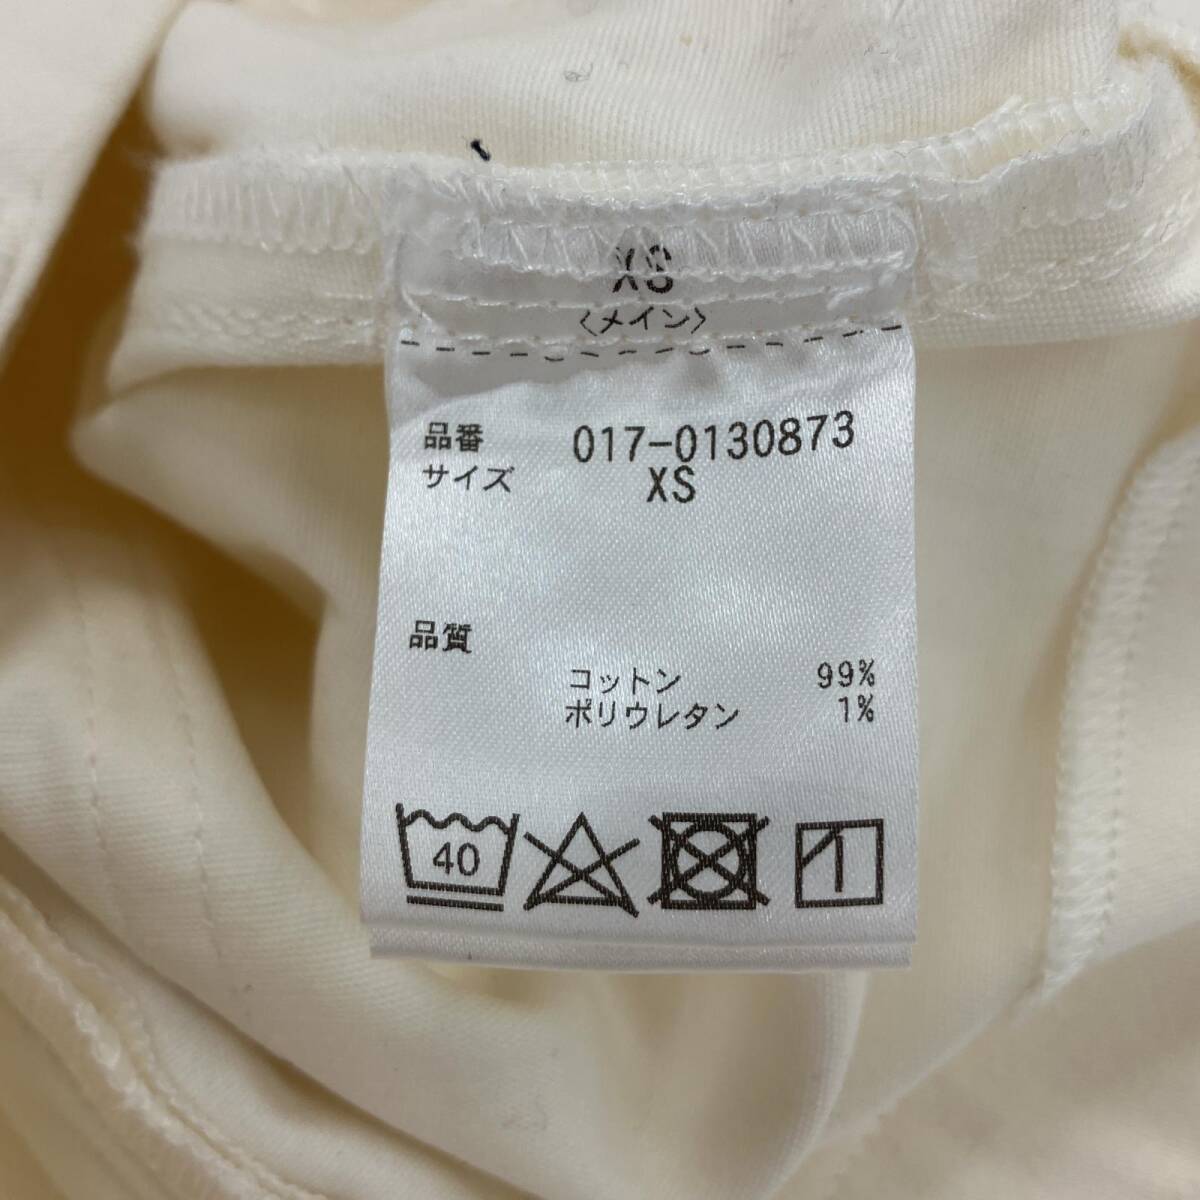 XS
〈メイン〉
品番 017-0130873
サイズ XS
品質
コットン 99%
ポリウレタン 1%
40